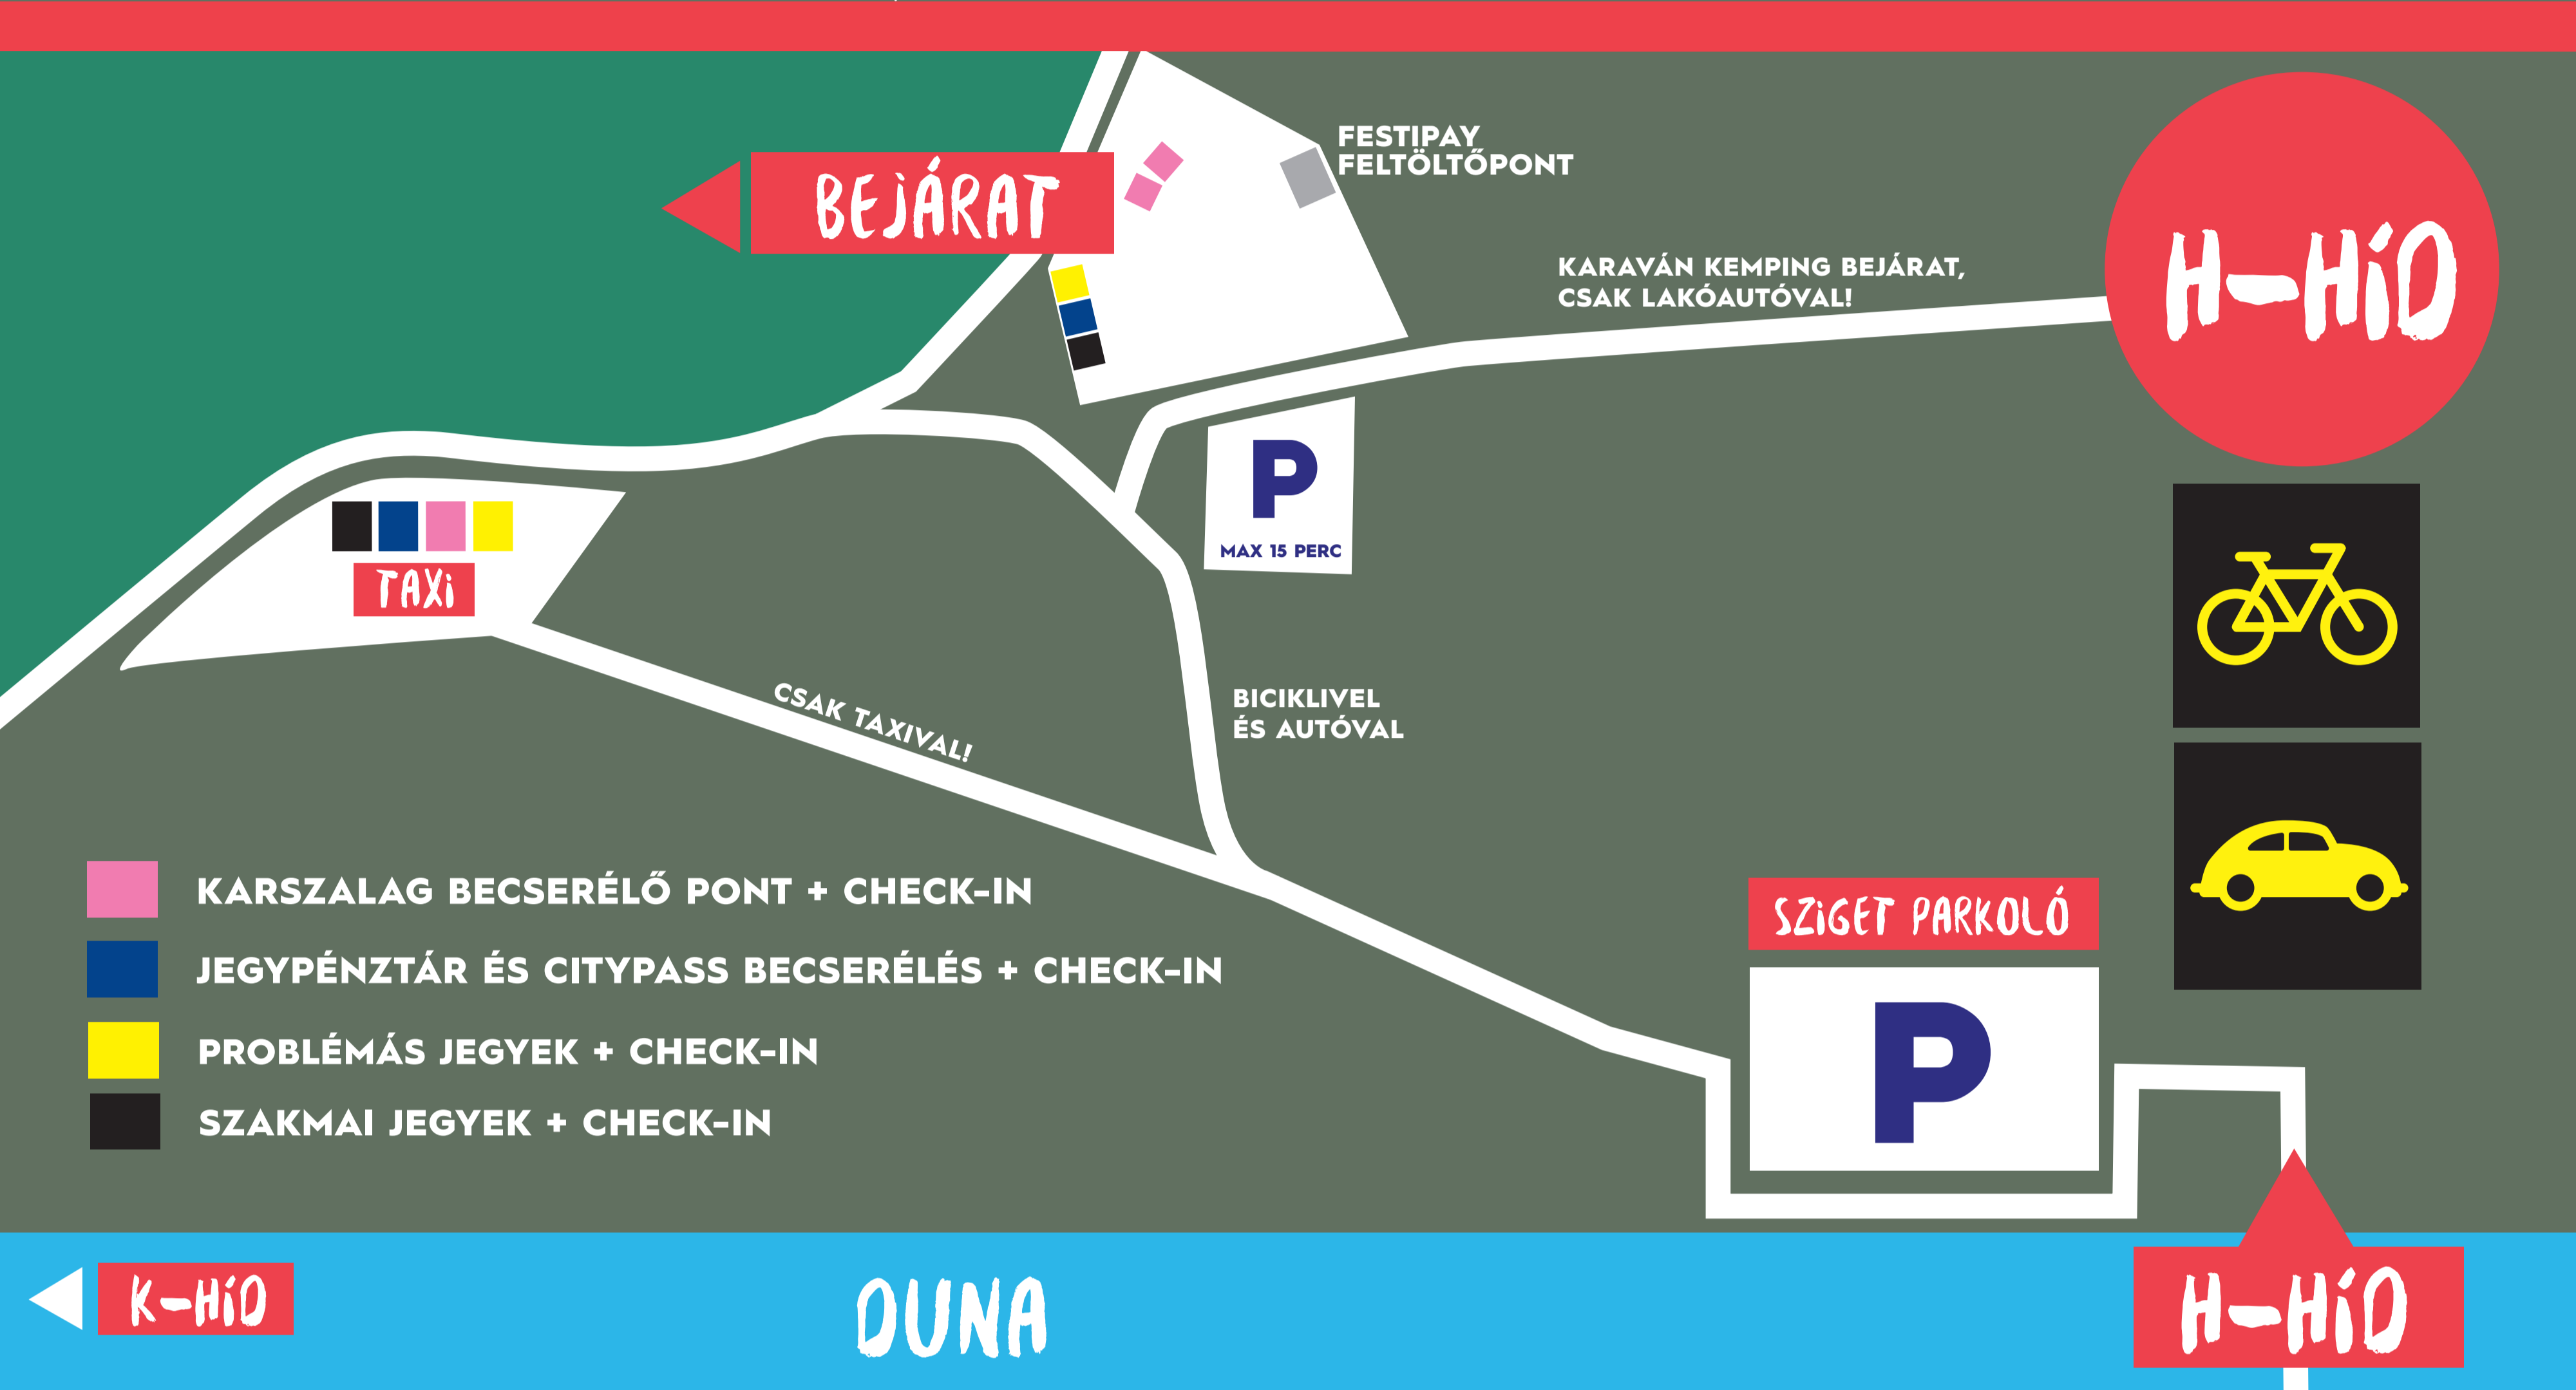 FESTIPAY
FELTÖLTŐPONT
BEJÁRAT
KARAVÁN KEMPING BEJÁRAT,
CSAK LAKÓAUTÓVAL!
H-HÍD
P
MAX 15 PERC
TAXI
CSAK TAXIVAL!
BICIKLIVEL
ÉS AUTÓVAL
KARSZALAG BECSERÉLŐ PONT + CHECK-IN
JEGYPÉNZTÁR ÉS CITYPASS BECSERÉLÉS + CHECK-IN
PROBLÉMÁS JEGYEK + CHECK-IN
SZAKMAI JEGYEK + CHECK-IN
SZIGET PARKOLÓ
P
K-HÍD
DUNA
H-HÍD